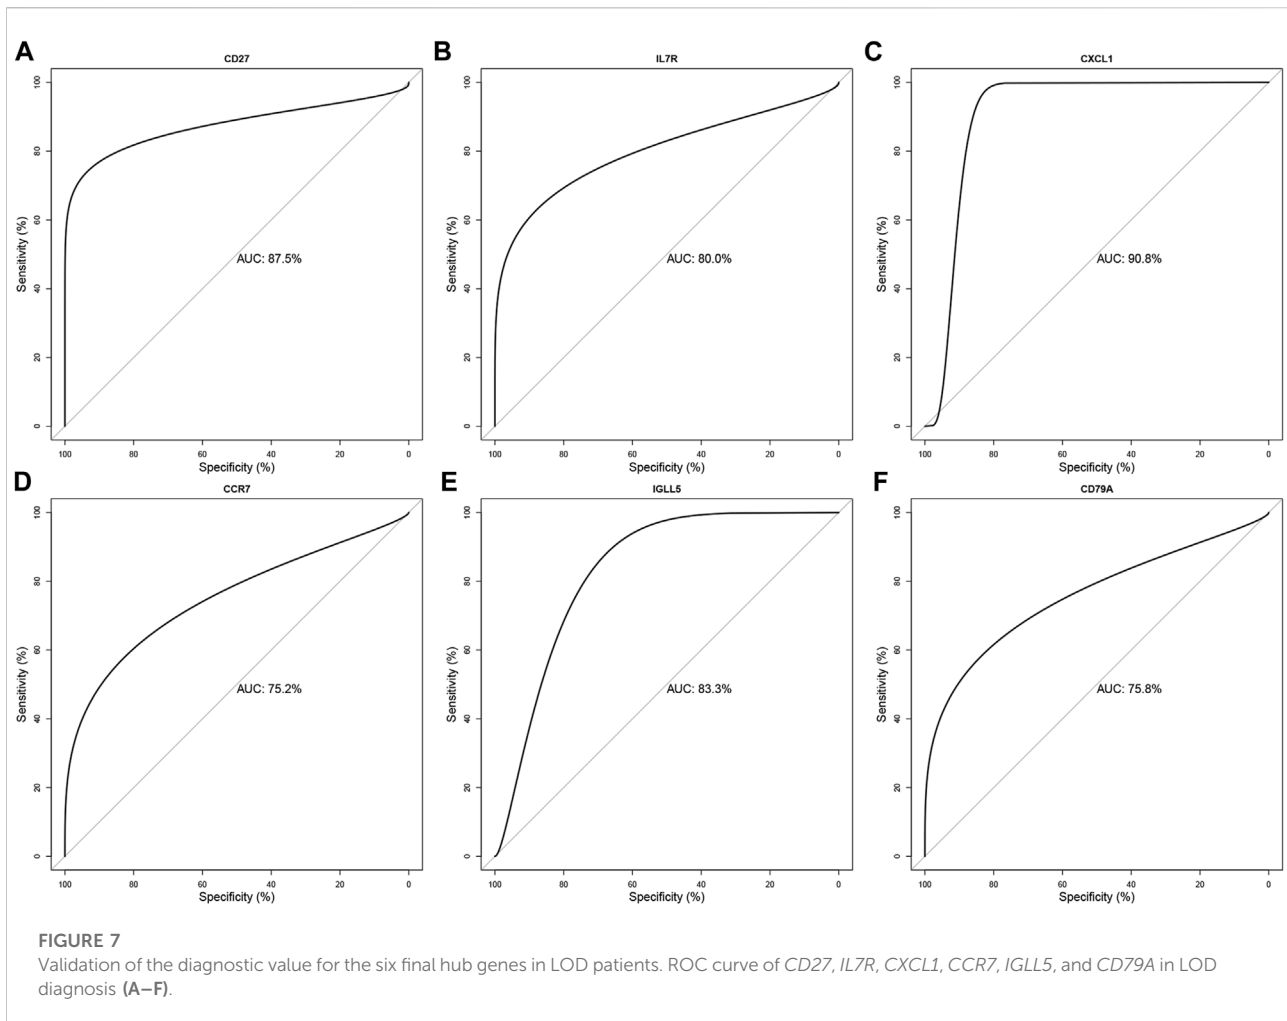 A
CD27
100
80
60
40
20
0
Sensitivity (%)
AUC: 87.5%
100 80 60 40 20 0
Specificity (%)
B
IL7R
100
80
60
40
20
0
Sensitivity (%)
AUC: 80.0%
100 80 60 40 20 0
Specificity (%)
C
CXCL1
100
80
60
40
20
0
Sensitivity (%)
AUC: 90.8%
100 80 60 40 20 0
Specificity (%)
D
CCR7
100
80
60
40
20
0
Sensitivity (%)
AUC: 75.2%
100 80 60 40 20 0
Specificity (%)
E
IGLL5
100
80
60
40
20
0
Sensitivity (%)
AUC: 83.3%
100 80 60 40 20 0
Specificity (%)
F
CD79A
100
80
60
40
20
0
Sensitivity (%)
AUC: 75.8%
100 80 60 40 20 0
Specificity (%)
FIGURE 7
Validation of the diagnostic value for the six final hub genes in LOD patients. ROC curve of CD27, IL7R, CXCL1, CCR7, IGLL5, and CD79A in LOD
diagnosis (A–F).